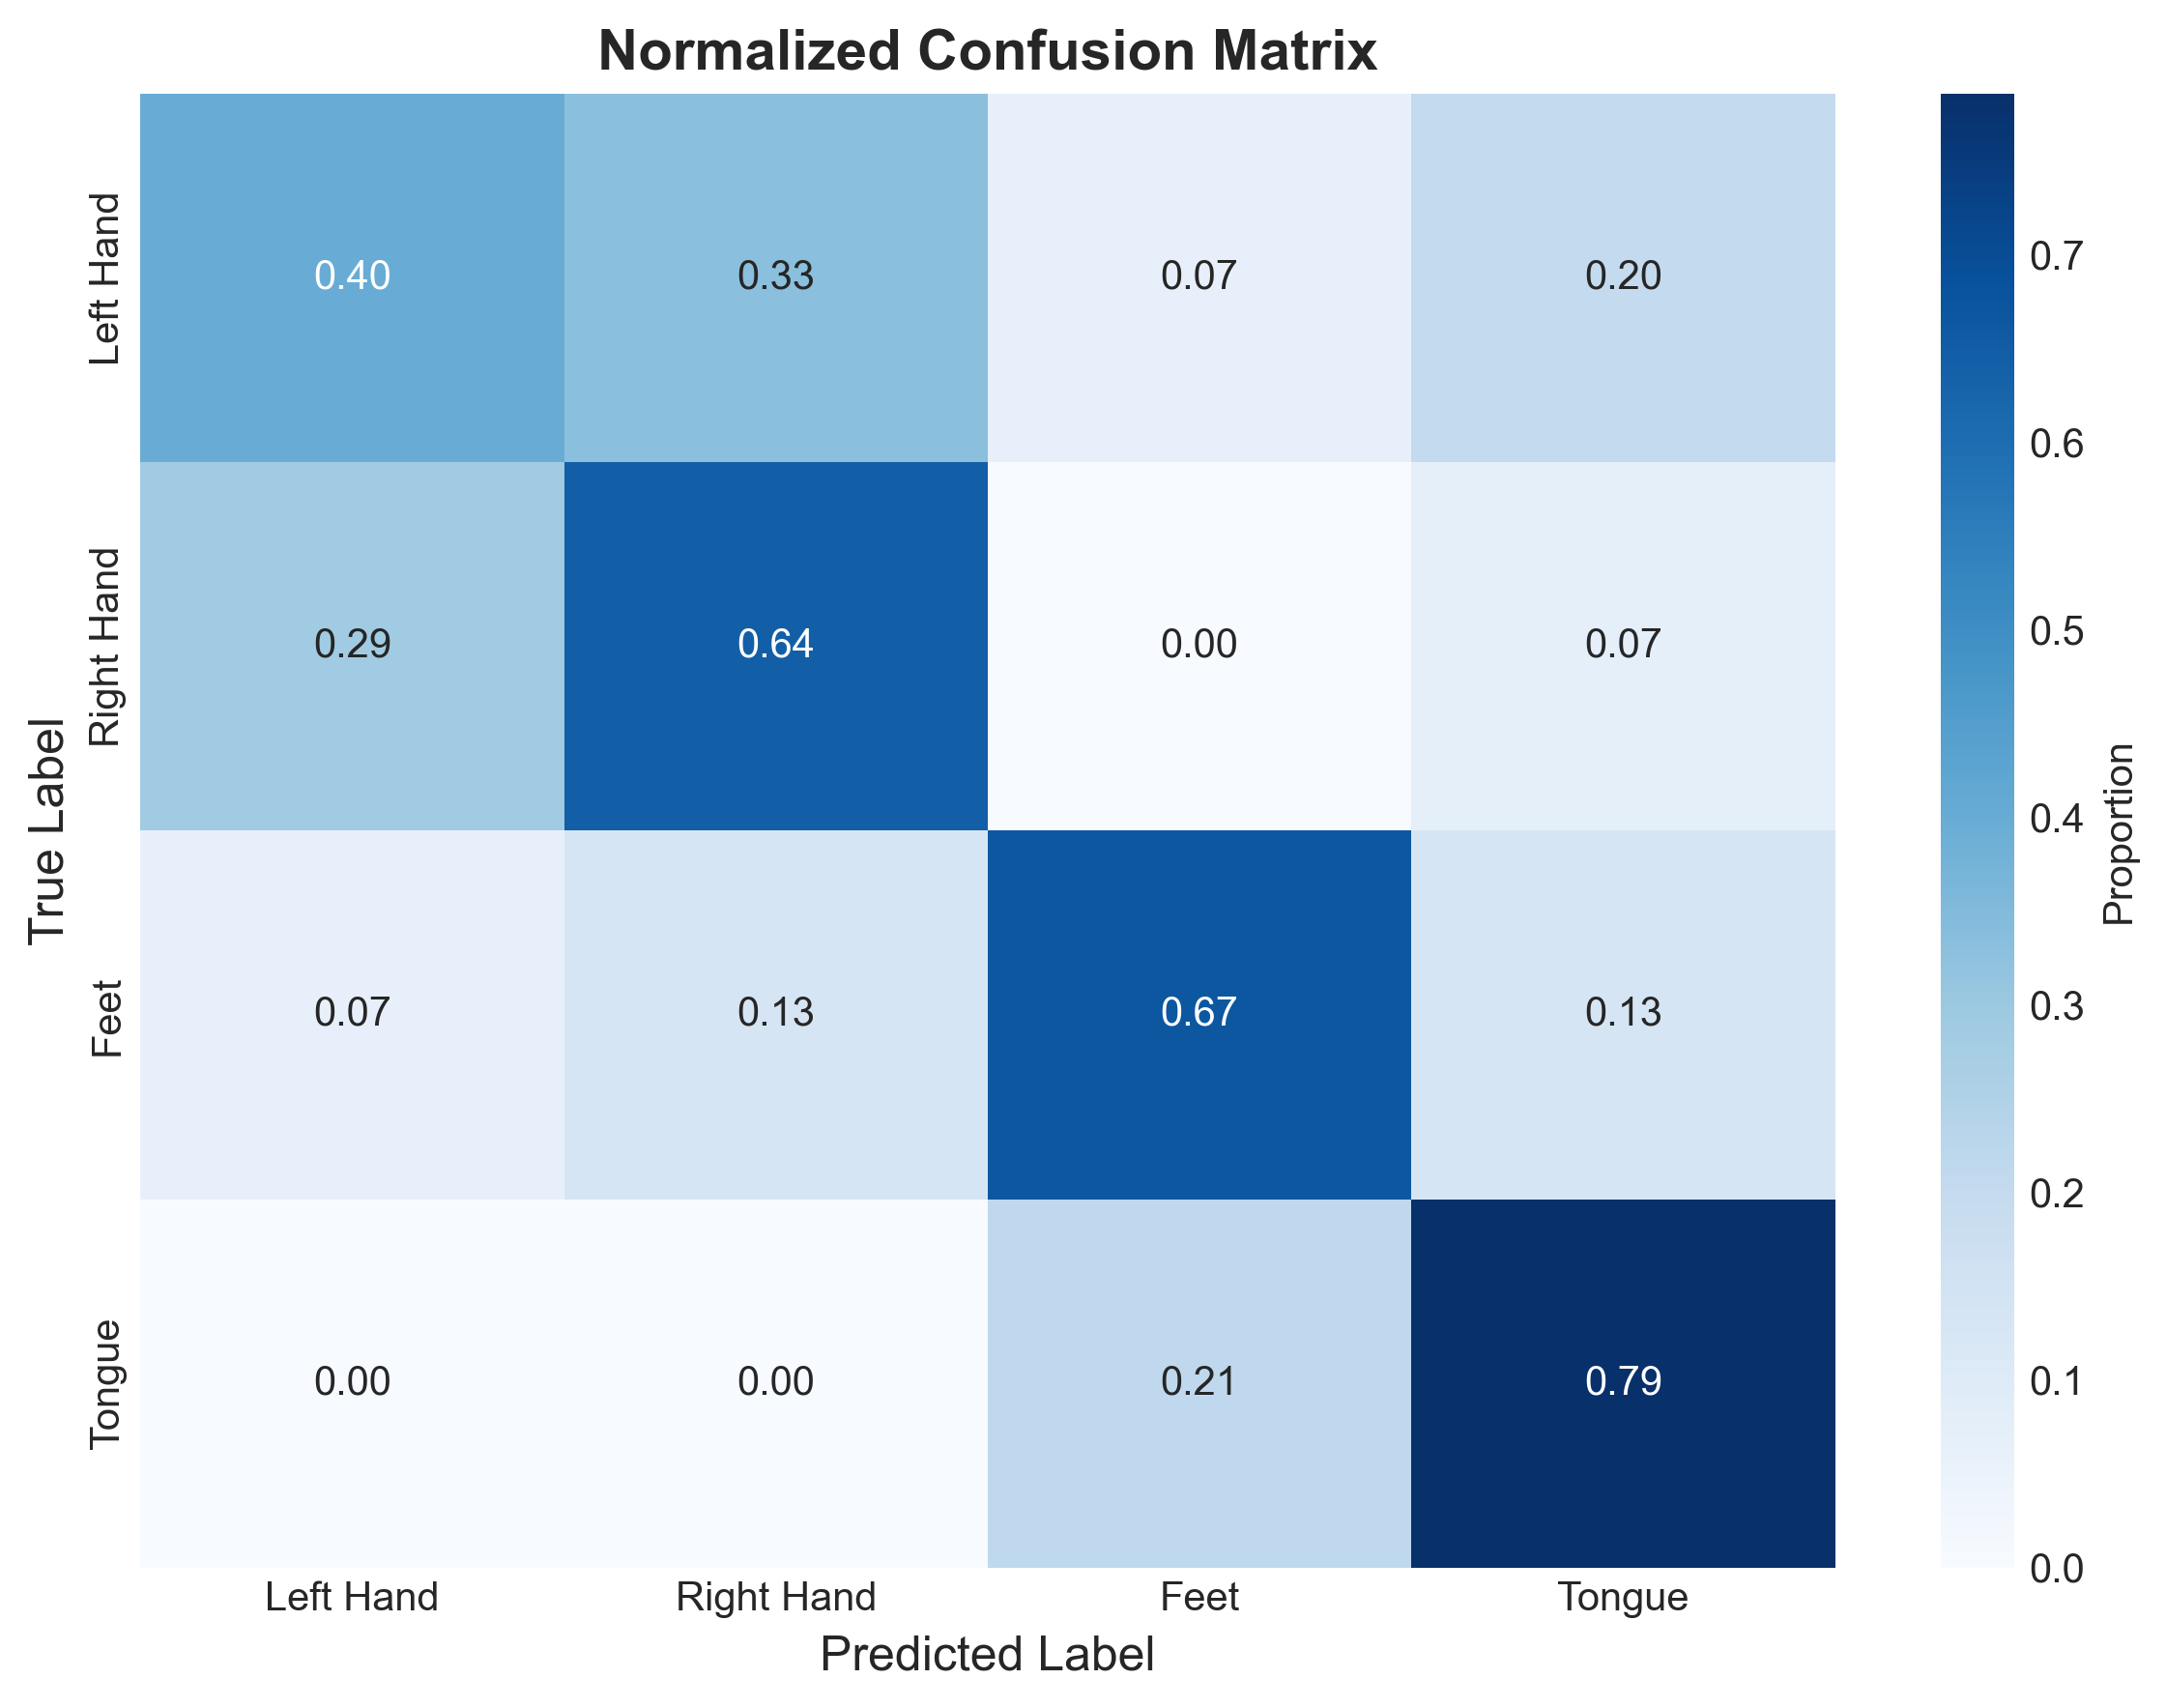 Normalized Confusion Matrix
True Label
Left Hand
0.40 0.33 0.07 0.20
Right Hand
0.29 0.64 0.00 0.07
Feet
0.07 0.13 0.67 0.13
Tongue
0.00 0.00 0.21 0.79
Left Hand Right Hand Feet Tongue
Predicted Label
0.7
0.6
0.5
0.4
0.3
0.2
0.1
0.0
Proportion